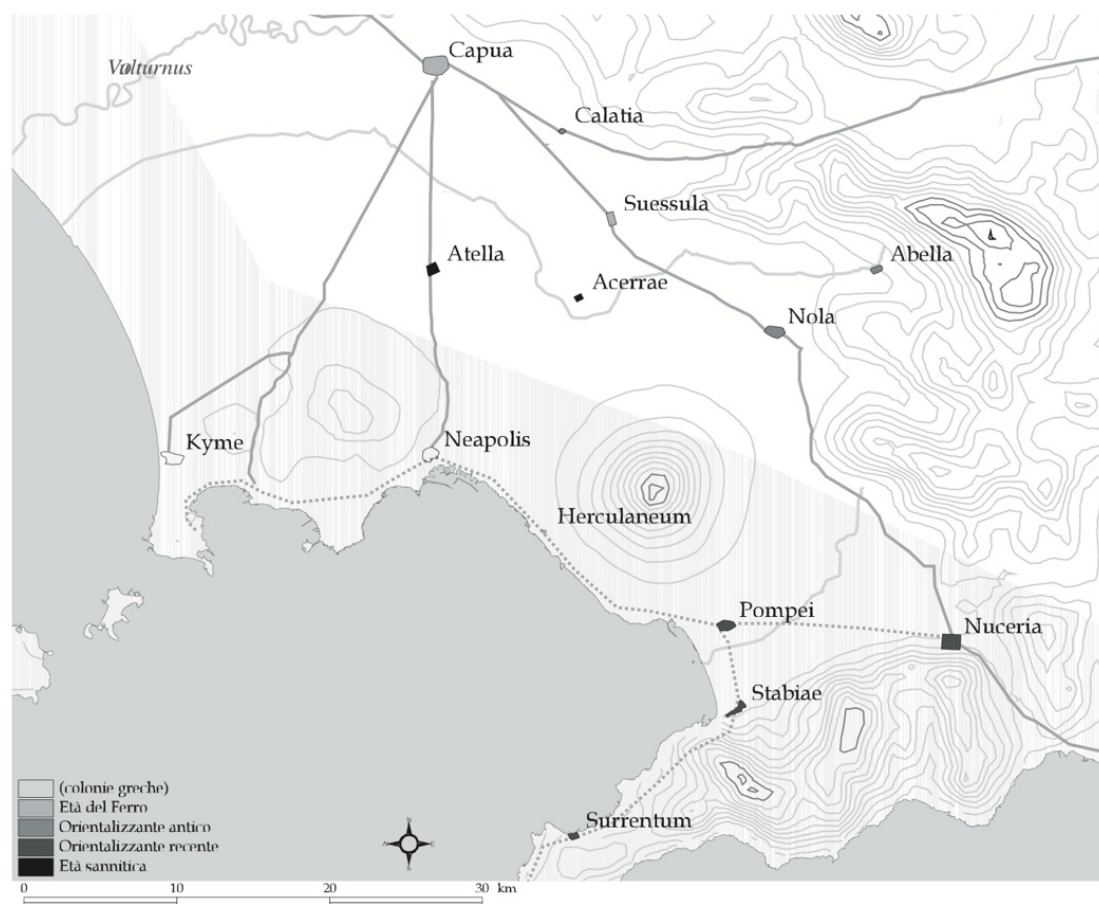 Capua
Volturnus
Calatia
Suessula
Atella
Abella
Acerrae
Nola
Kyme
Neapolis
Herculaneum
Pompei
Nuceria
Stabiae
Surrentum
(colonie greche)
Età del Ferro
Orientalizzante antico
Orientalizzante recente
Età sannitica
0 10 20 30 km